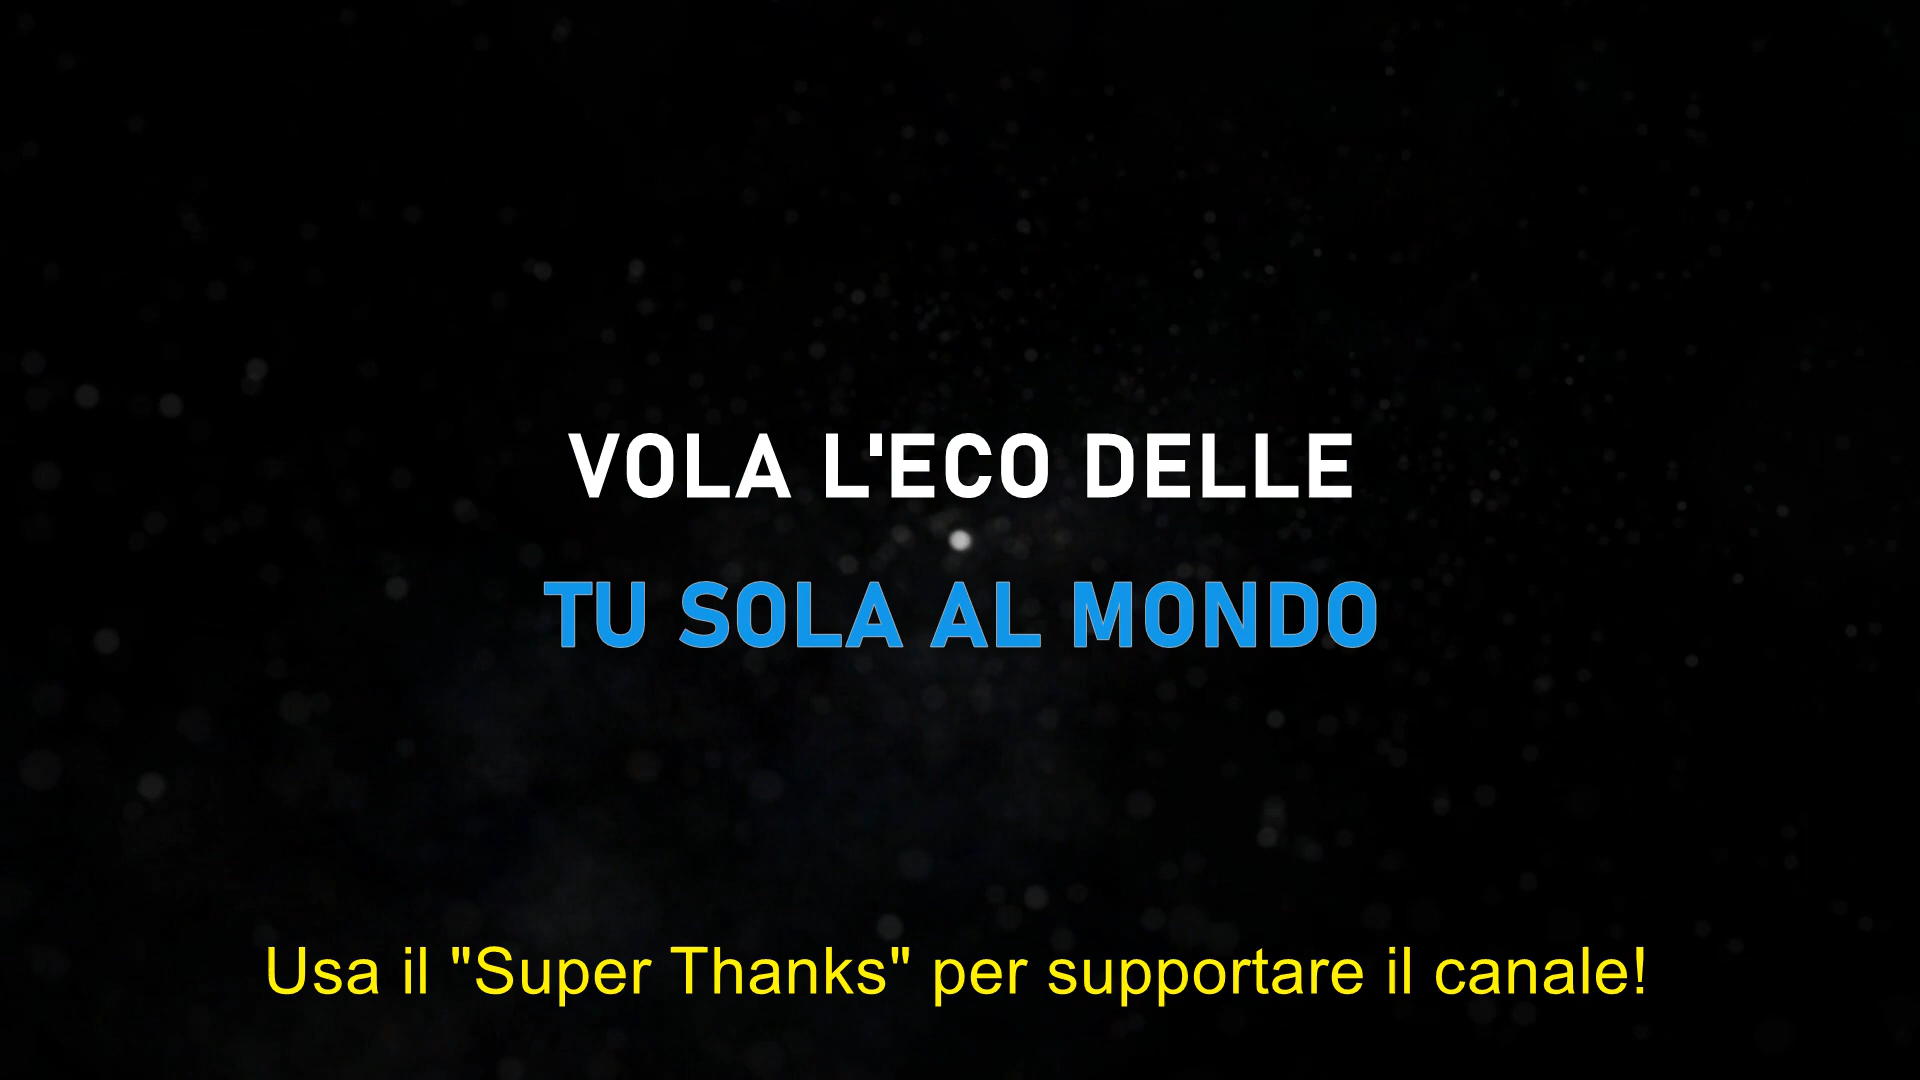 VOLA L'ECO DELLE
TU SOLA AL MONDO
Usa il "Super Thanks" per supportare il canale!